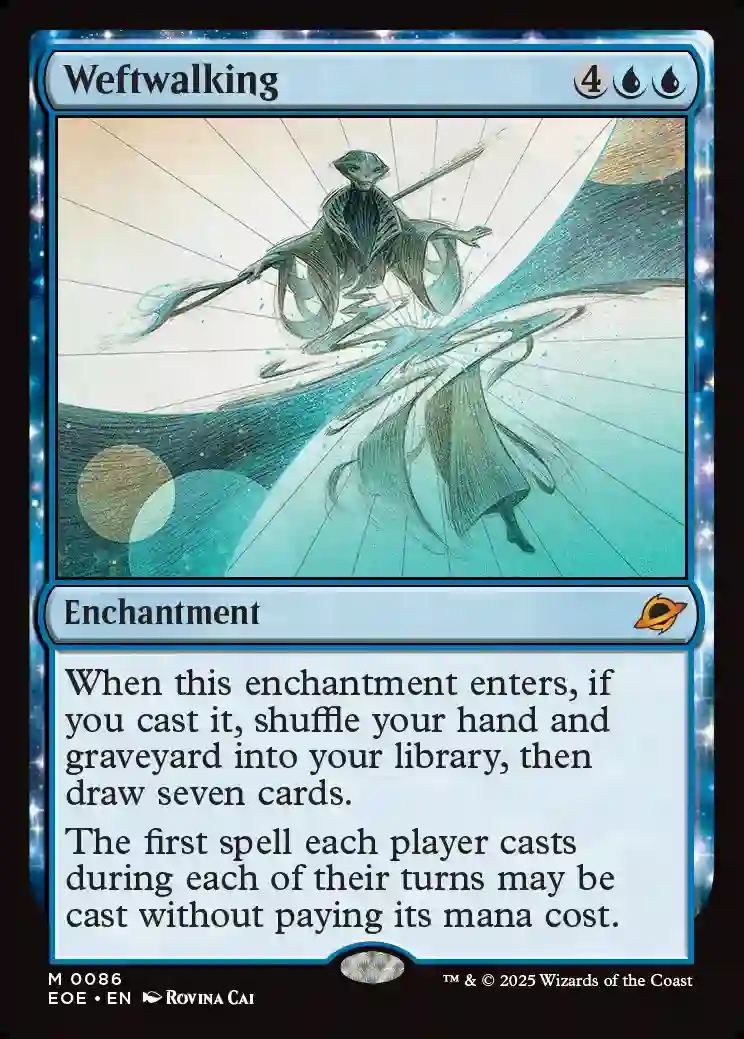 Weftwalking 4
Enchantment
When this enchantment enters, if
you cast it, shuffle your hand and
graveyard into your library, then
draw seven cards.
The first spell each player casts
during each of their turns may be
cast without paying its mana cost.
M 0086
EOE • EN Rovina Cai
™ & © 2025 Wizards of the Coast